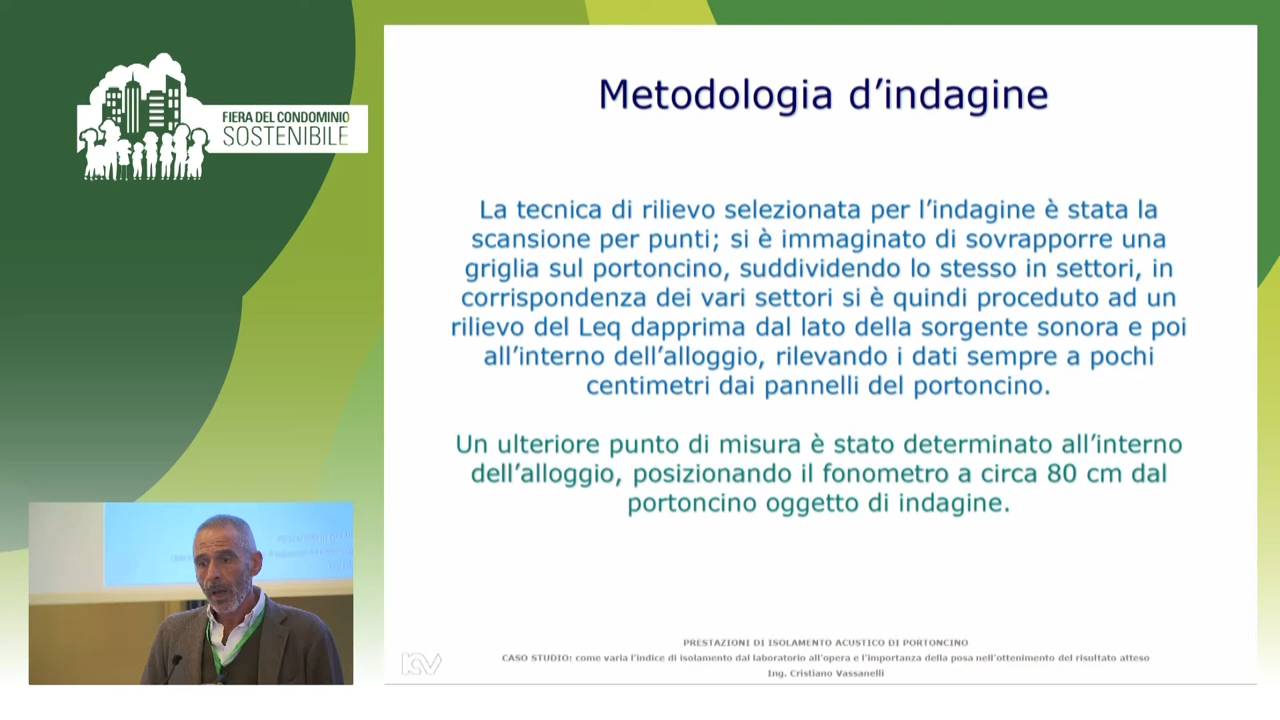 FIERA DEL CONDOMINIO
SOSTENIBILE
Metodologia d’indagine
La tecnica di rilievo selezionata per l’indagine è stata la
scansione per punti; si è immaginato di sovrapporre una
griglia sul portoncino, suddividendo lo stesso in settori, in
corrispondenza dei vari settori si è quindi proceduto ad un
rilievo del Leq dapprima dal lato della sorgente sonora e poi
all’interno dell’alloggio, rilevando i dati sempre a pochi
centimetri dai pannelli del portoncino.
Un ulteriore punto di misura è stato determinato all’interno
dell’alloggio, posizionando il fonometro a circa 80 cm dal
portoncino oggetto di indagine.
PRESTAZIONI DI ISOLAMENTO ACUSTICO DI PORTONCINO
CASO STUDIO: come varia l’indice di isolamento dal laboratorio all’opera e l’importanza della posa nell’ottenimento del risultato atteso
Ing. Cristiano Vassanelli